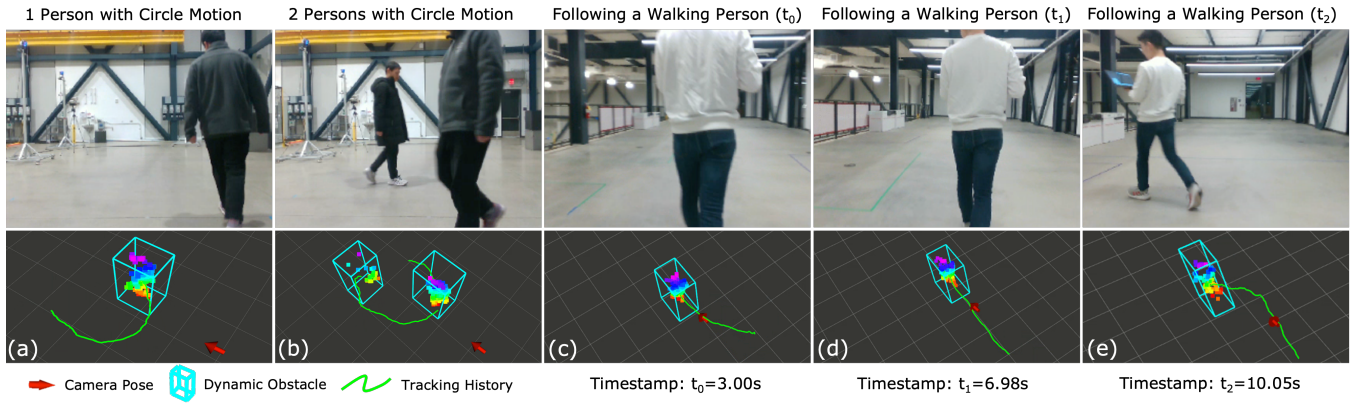 1 Person with Circle Motion
2 Persons with Circle Motion
Following a Walking Person (t₀)
Following a Walking Person (t₁)
Following a Walking Person (t₂)
(a)
(b)
(c)
(d)
(e)
Camera Pose
Dynamic Obstacle
Tracking History
Timestamp: t₀=3.00s
Timestamp: t₁=6.98s
Timestamp: t₂=10.05s